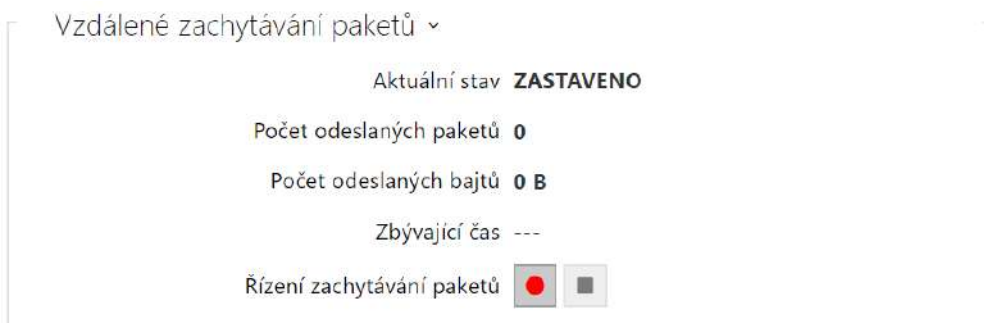 Vzdálené zachytávání paketů
Aktuální stav ZASTAVENO
Počet odeslaných paketů 0
Počet odeslaných bajtů 0 B
Zbývající čas ---
Řízení zachytávání paketů